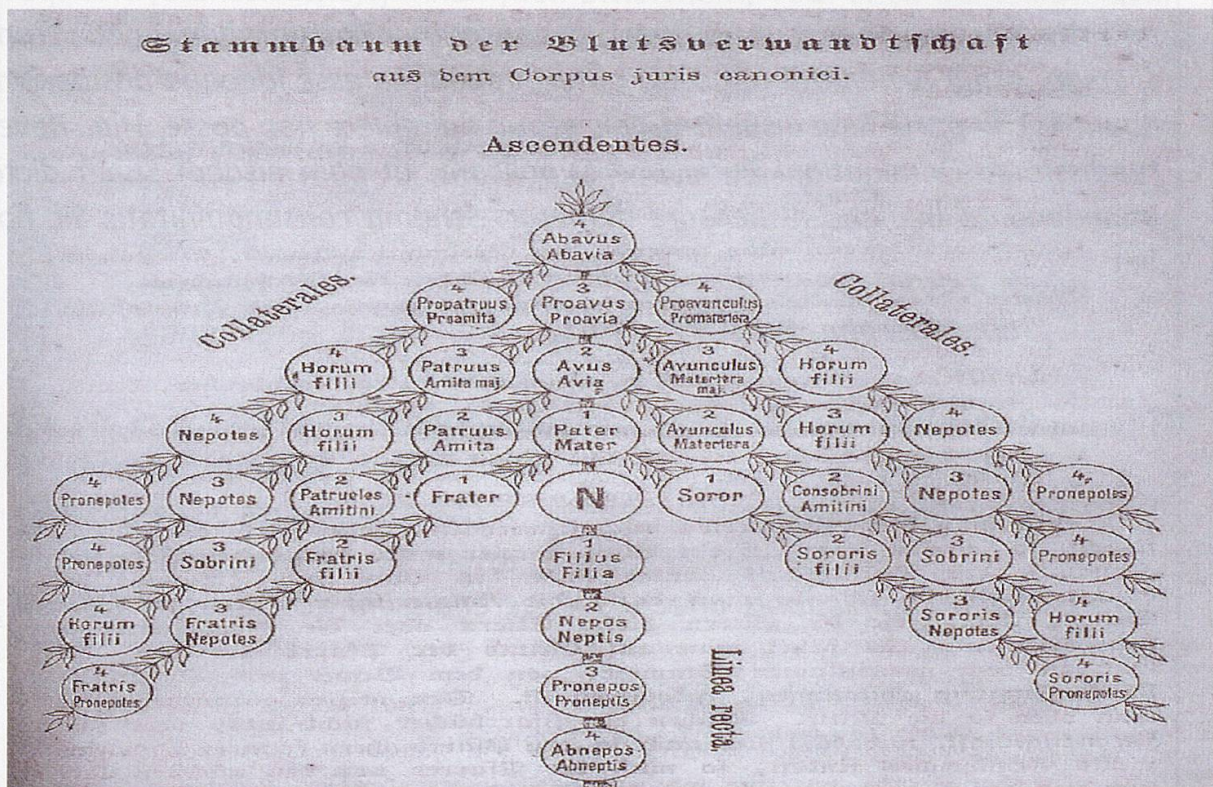 Stammbaum der Blutsverwandtschaft
aus dem Corpus juris canonici.
Ascendentes.
Collaterales.
Collaterales.
4
Abavus
Abavia
4
Propatruus
Proamita
3
Proavus
Proavia
4
Proavunculus
Promatertera
4
Horum
filii
3
Patruus
Amita maj.
2
Avus
Avia
3
Avunculus
Matertera
maj.
4
Horum
filii
4
Nepotes
3
Horum
filii
2
Patruus
Amita
1
Pater
Mater
2
Avunculus
Matertera
3
Horum
filii
4
Nepotes
4
Pronepotes
3
Nepotes
2
Patrueles
Amitini
1
Frater
N
1
Soror
2
Consobrini
Amitini
3
Nepotes
4
Pronepotes
4
Pronepotes
3
Sobrini
2
Fratris
filii
1
Filius
Filia
2
Sororis
filii
3
Sobrini
4
Pronepotes
4
Horum
filii
3
Fratris
Nepotes
2
Nepos
Neptis
3
Sororis
Nepotes
4
Horum
filii
4
Fratris
Pronepotes
3
Pronepos
Proneptis
Linea recta.
4
Sororis
Pronepotes
4
Abnepos
Abneptis